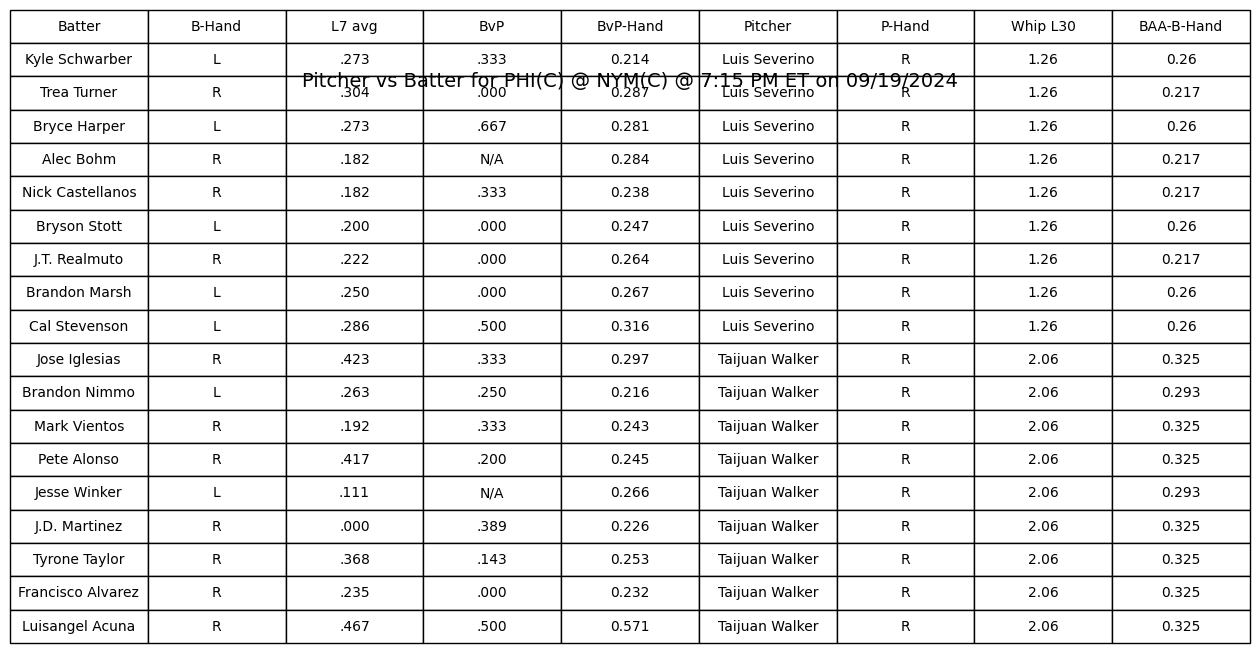 Batter B-Hand L7 avg BvP BvP-Hand Pitcher P-Hand Whip L30 BAA-B-Hand
Kyle Schwarber L .273 .333 0.214 Luis Severino R 1.26 0.26
Pitcher vs Batter for PHI(C) @ NYM(C) @ 7:15 PM ET on 09/19/2024
Trea Turner R .304 .000 0.287 Luis Severino R 1.26 0.217
Bryce Harper L .273 .667 0.281 Luis Severino R 1.26 0.26
Alec Bohm R .182 N/A 0.284 Luis Severino R 1.26 0.217
Nick Castellanos R .182 .333 0.238 Luis Severino R 1.26 0.217
Bryson Stott L .200 .000 0.247 Luis Severino R 1.26 0.26
J.T. Realmuto R .222 .000 0.264 Luis Severino R 1.26 0.217
Brandon Marsh L .250 .000 0.267 Luis Severino R 1.26 0.26
Cal Stevenson L .286 .500 0.316 Luis Severino R 1.26 0.26
Jose Iglesias R .423 .333 0.297 Taijuan Walker R 2.06 0.325
Brandon Nimmo L .263 .250 0.216 Taijuan Walker R 2.06 0.293
Mark Vientos R .192 .333 0.243 Taijuan Walker R 2.06 0.325
Pete Alonso R .417 .200 0.245 Taijuan Walker R 2.06 0.325
Jesse Winker L .111 N/A 0.266 Taijuan Walker R 2.06 0.293
J.D. Martinez R .000 .389 0.226 Taijuan Walker R 2.06 0.325
Tyrone Taylor R .368 .143 0.253 Taijuan Walker R 2.06 0.325
Francisco Alvarez R .235 .000 0.232 Taijuan Walker R 2.06 0.325
Luisangel Acuna R .467 .500 0.571 Taijuan Walker R 2.06 0.325